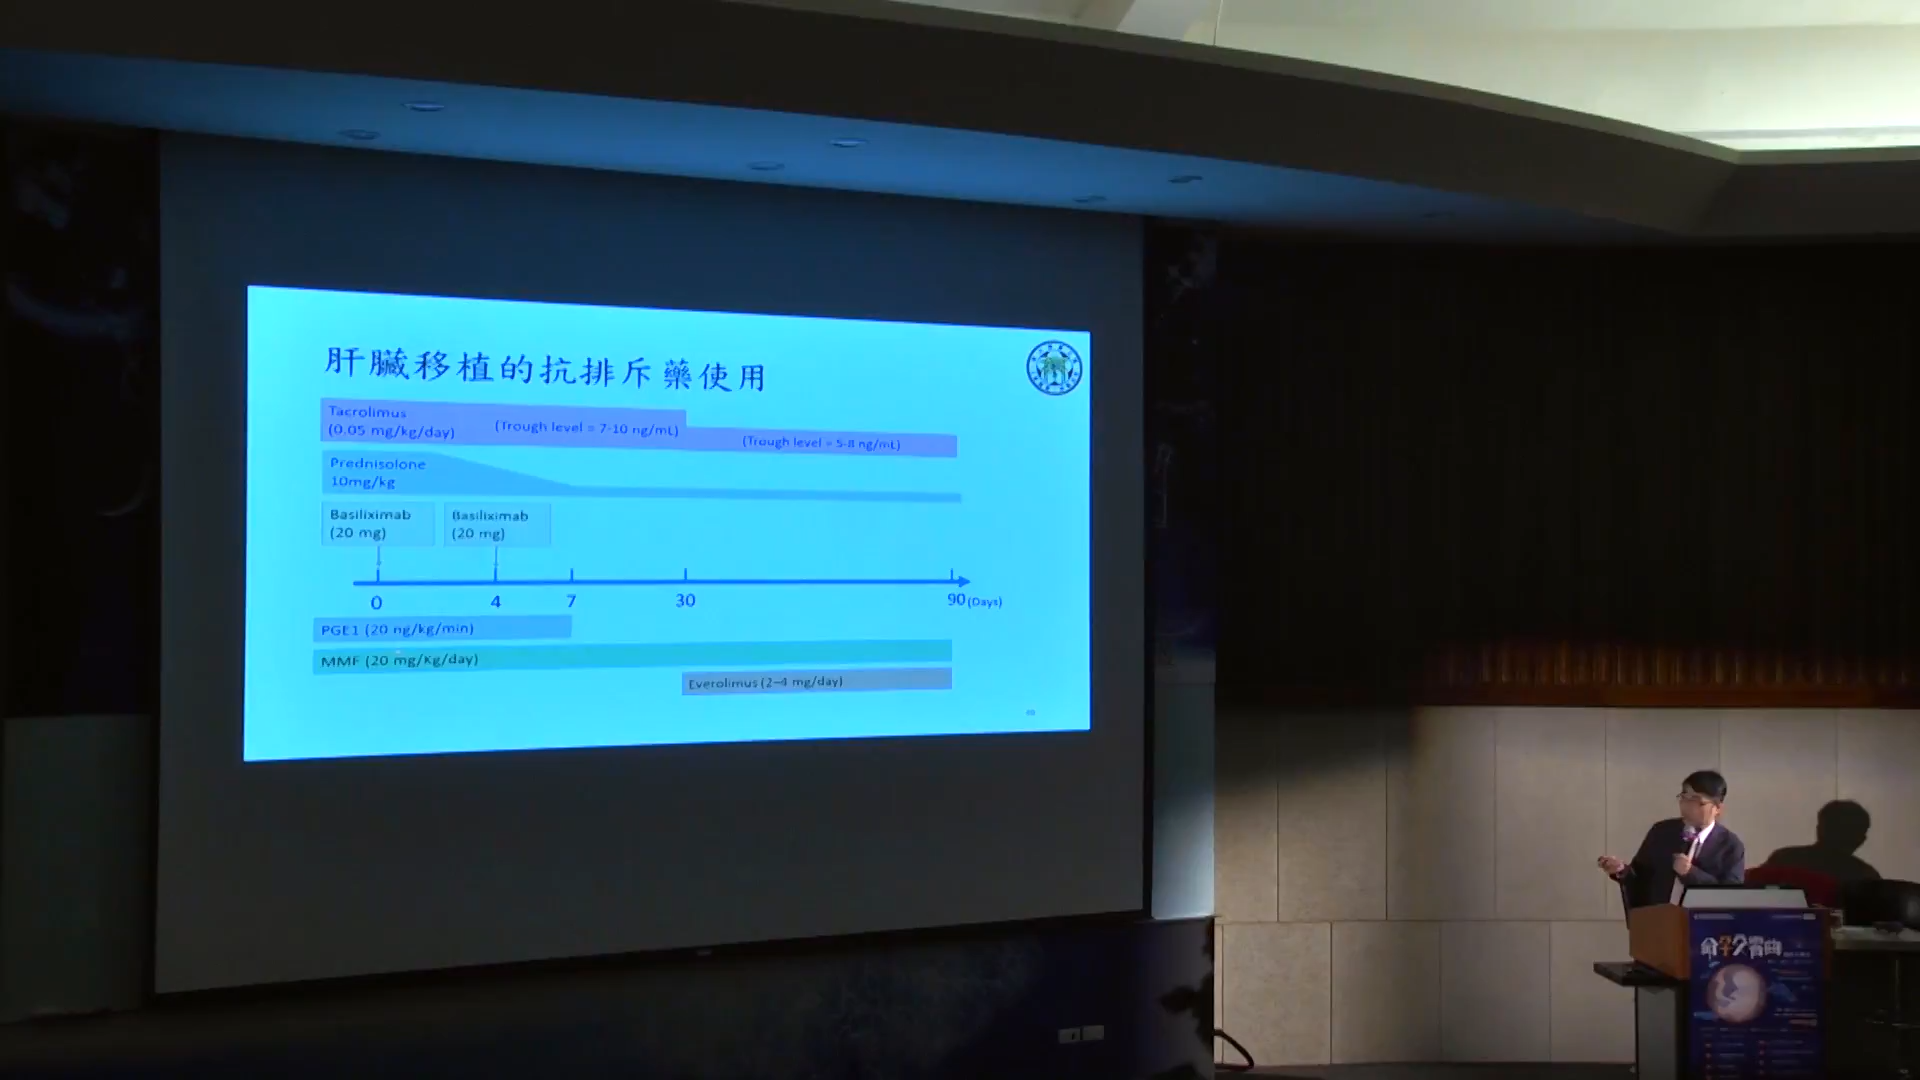 肝臟移植的抗排斥藥使用
Tacrolimus
(0.05 mg/kg/day)
(Trough level = 7-10 ng/mL)
(Trough level = 5-8 ng/mL)
Prednisolone
10mg/kg
Basiliximab
(20 mg)
Basiliximab
(20 mg)
0 4 7 30 90 (Days)
PGE1 (20 ng/kg/min)
MMF (20 mg/Kg/day)
Everolimus (2–4 mg/day)